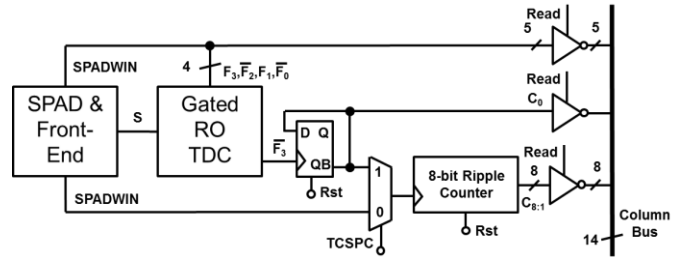 Read
5
5
SPADWIN
4
F₃,F̅₂,F₁,F̅₀
Read
C₀
SPAD &
Front-
End
S
Gated
RO
TDC
F̅₃
D Q
QB
Rst
Read
1
0
8-bit Ripple
Counter
8
8
C₈:₁
SPADWIN
Rst
TCSPC
Column
Bus
14